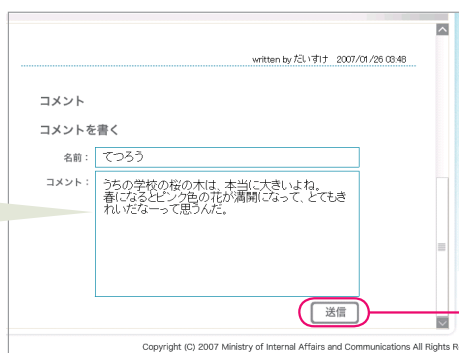 written by だいすけ 2007/01/26 03:48
コメント
コメントを書く
名前： てつろう
コメント： うちの学校の桜の木は、本当に大きいよね。
春になるとピンク色の花が満開になって、とてもき
れいだなーって思うんだ。
送信
Copyright (C) 2007 Ministry of Internal Affairs and Communications All Rights R